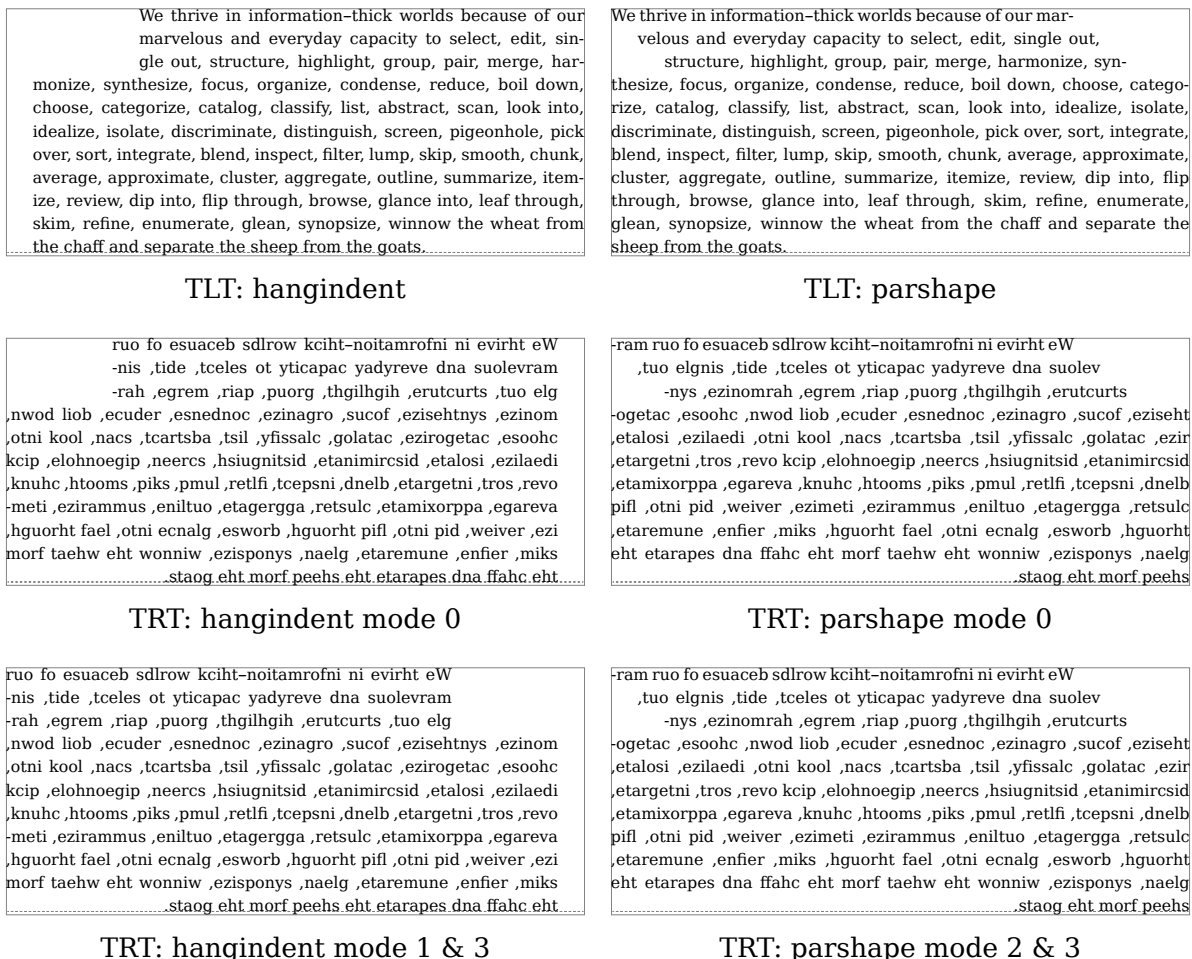 We thrive in information–thick worlds because of our
marvelous and everyday capacity to select, edit, sin-
gle out, structure, highlight, group, pair, merge, har-
monize, synthesize, focus, organize, condense, reduce, boil down,
choose, categorize, catalog, classify, list, abstract, scan, look into,
idealize, isolate, discriminate, distinguish, screen, pigeonhole, pick
over, sort, integrate, blend, inspect, filter, lump, skip, smooth, chunk,
average, approximate, cluster, aggregate, outline, summarize, item-
ize, review, dip into, flip through, browse, glance into, leaf through,
skim, refine, enumerate, glean, synopsize, winnow the wheat from
the chaff and separate the sheep from the goats.
TLT: hangindent
We thrive in information–thick worlds because of our mar-
velous and everyday capacity to select, edit, single out,
structure, highlight, group, pair, merge, harmonize, syn-
thesize, focus, organize, condense, reduce, boil down, choose, catego-
rize, catalog, classify, list, abstract, scan, look into, idealize, isolate,
discriminate, distinguish, screen, pigeonhole, pick over, sort, integrate,
blend, inspect, filter, lump, skip, smooth, chunk, average, approximate,
cluster, aggregate, outline, summarize, itemize, review, dip into, flip
through, browse, glance into, leaf through, skim, refine, enumerate,
glean, synopsize, winnow the wheat from the chaff and separate the
sheep from the goats.
TLT: parshape
ruo fo esuaceb sdlrow kciht–noitamrofni ni evirht eW
-nis ,tide ,tceles ot yticapac yadyreve dna suolevram
-rah ,egrem ,riap ,puorg ,thgilhgih ,erutcurts ,tuo elg
,nwod liob ,ecuder ,esnednoc ,ezinagro ,sucof ,ezisehtnys ,ezinom
,otni kool ,nacs ,tcartsba ,tsil ,yfissalc ,golatac ,ezirogetac ,esoohc
kcip ,elohnoegip ,neercs ,hsiugnitsid ,etanimircsid ,etalosi ,ezilaedi
,knuhc ,htooms ,piks ,pmul ,retlfi ,tcepsni ,dnelb ,etargetni ,tros ,revo
-meti ,ezirammus ,eniltuo ,etagergga ,retsulc ,etamixorppa ,egareva
,hguorht fael ,otni ecnalg ,esworb ,hguorht pifl ,otni pid ,weiver ,ezi
morf taehw eht wonniw ,ezisponys ,naelg ,etaremune ,enfier ,miks
.staog eht morf peehs eht etarapes dna ffahc eht
TRT: hangindent mode 0
-ram ruo fo esuaceb sdlrow kciht–noitamrofni ni evirht eW
,tuo elgnis ,tide ,tceles ot yticapac yadyreve dna suolev
-nys ,ezinomrah ,egrem ,riap ,puorg ,thgilhgih ,erutcurts
-ogetac ,esoohc ,nwod liob ,ecuder ,esnednoc ,ezinagro ,sucof ,eziseht
,etalosi ,ezilaedi ,otni kool ,nacs ,tcartsba ,tsil ,yfissalc ,golatac ,ezir
,etargetni ,tros ,revo kcip ,elohnoegip ,neercs ,hsiugnitsid ,etanimircsid
,etamixorppa ,egareva ,knuhc ,htooms ,piks ,pmul ,retlfi ,tcepsni ,dnelb
pifl ,otni pid ,weiver ,ezimeti ,ezirammus ,eniltuo ,etagergga ,retsulc
,etaremune ,enfier ,miks ,hguorht fael ,otni ecnalg ,esworb ,hguorht
eht etarapes dna ffahc eht morf taehw eht wonniw ,ezisponys ,naelg
.staog eht morf peehs
TRT: parshape mode 0
ruo fo esuaceb sdlrow kciht–noitamrofni ni evirht eW
-nis ,tide ,tceles ot yticapac yadyreve dna suolevram
-rah ,egrem ,riap ,puorg ,thgilhgih ,erutcurts ,tuo elg
,nwod liob ,ecuder ,esnednoc ,ezinagro ,sucof ,ezisehtnys ,ezinom
,otni kool ,nacs ,tcartsba ,tsil ,yfissalc ,golatac ,ezirogetac ,esoohc
kcip ,elohnoegip ,neercs ,hsiugnitsid ,etanimircsid ,etalosi ,ezilaedi
,knuhc ,htooms ,piks ,pmul ,retlfi ,tcepsni ,dnelb ,etargetni ,tros ,revo
-meti ,ezirammus ,eniltuo ,etagergga ,retsulc ,etamixorppa ,egareva
,hguorht fael ,otni ecnalg ,esworb ,hguorht pifl ,otni pid ,weiver ,ezi
morf taehw eht wonniw ,ezisponys ,naelg ,etaremune ,enfier ,miks
.staog eht morf peehs eht etarapes dna ffahc eht
TRT: hangindent mode 1 & 3
-ram ruo fo esuaceb sdlrow kciht–noitamrofni ni evirht eW
,tuo elgnis ,tide ,tceles ot yticapac yadyreve dna suolev
-nys ,ezinomrah ,egrem ,riap ,puorg ,thgilhgih ,erutcurts
-ogetac ,esoohc ,nwod liob ,ecuder ,esnednoc ,ezinagro ,sucof ,eziseht
,etalosi ,ezilaedi ,otni kool ,nacs ,tcartsba ,tsil ,yfissalc ,golatac ,ezir
,etargetni ,tros ,revo kcip ,elohnoegip ,neercs ,hsiugnitsid ,etanimircsid
,etamixorppa ,egareva ,knuhc ,htooms ,piks ,pmul ,retlfi ,tcepsni ,dnelb
pifl ,otni pid ,weiver ,ezimeti ,ezirammus ,eniltuo ,etagergga ,retsulc
,etaremune ,enfier ,miks ,hguorht fael ,otni ecnalg ,esworb ,hguorht
eht etarapes dna ffahc eht morf taehw eht wonniw ,ezisponys ,naelg
.staog eht morf peehs
TRT: parshape mode 2 & 3